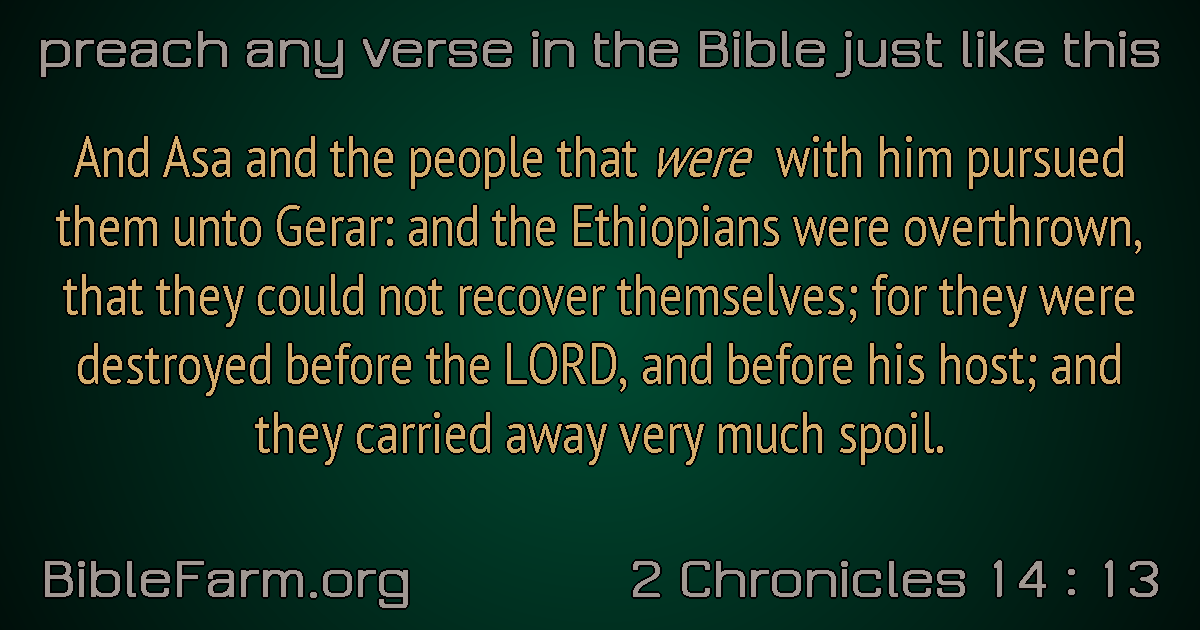 preach any verse in the Bible just like this
And Asa and the people that were with him pursued
them unto Gerar: and the Ethiopians were overthrown,
that they could not recover themselves; for they were
destroyed before the LORD, and before his host; and
they carried away very much spoil.
BibleFarm.org
2 Chronicles 14 : 13